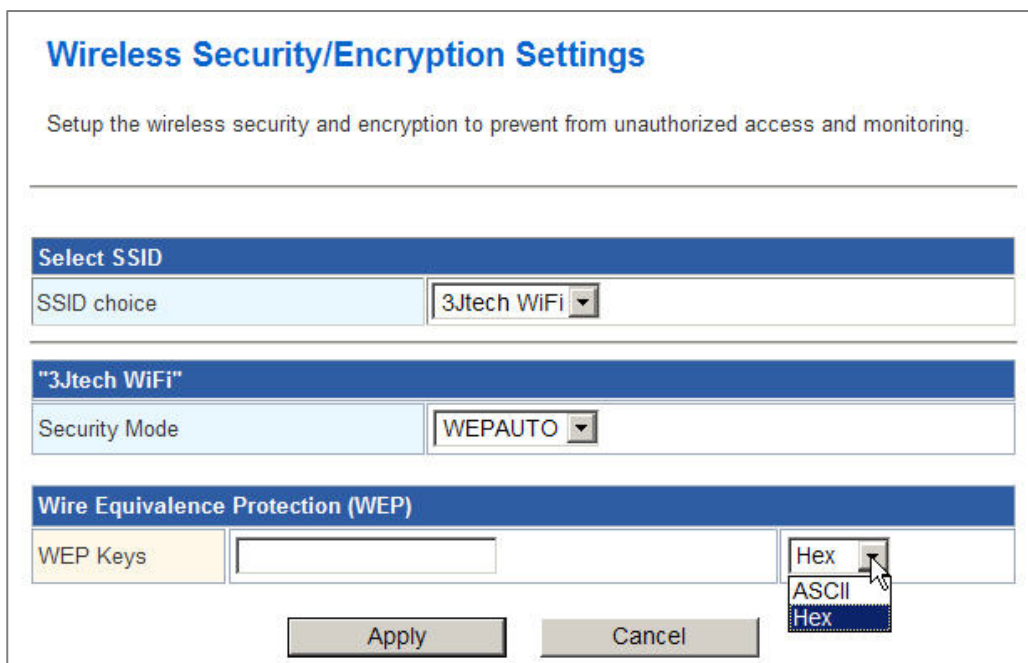 Wireless Security/Encryption Settings
Setup the wireless security and encryption to prevent from unauthorized access and monitoring.
Select SSID
SSID choice 3Jtech WiFi
"3Jtech WiFi"
Security Mode WEPAUTO
Wire Equivalence Protection (WEP)
WEP Keys Hex
ASCII
Hex
Apply Cancel